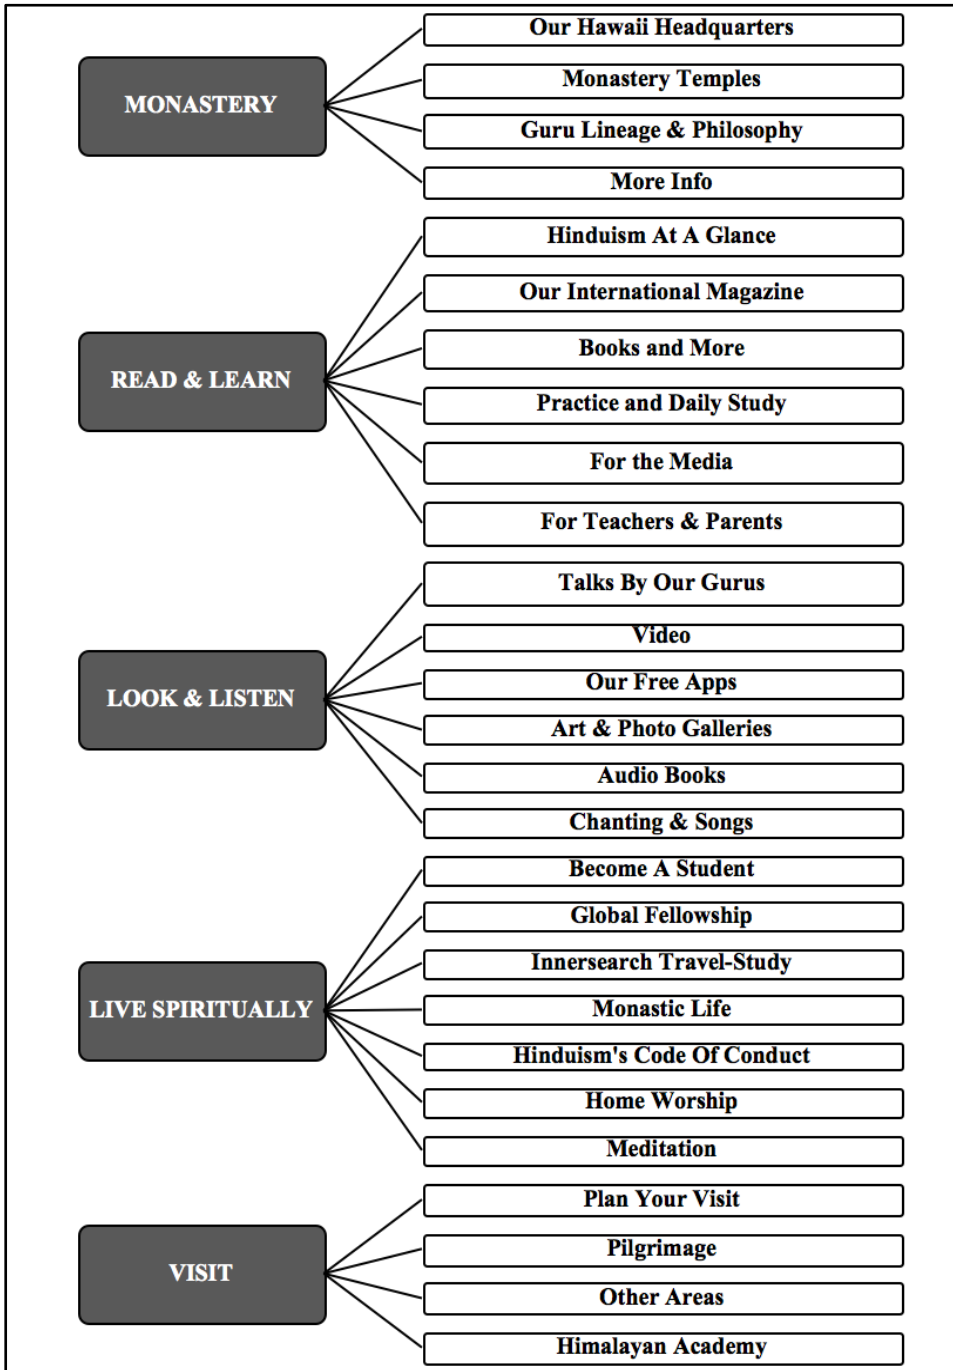 MONASTERY
Our Hawaii Headquarters
Monastery Temples
Guru Lineage & Philosophy
More Info
READ & LEARN
Hinduism At A Glance
Our International Magazine
Books and More
Practice and Daily Study
For the Media
For Teachers & Parents
LOOK & LISTEN
Talks By Our Gurus
Video
Our Free Apps
Art & Photo Galleries
Audio Books
Chanting & Songs
LIVE SPIRITUALLY
Become A Student
Global Fellowship
Innersearch Travel-Study
Monastic Life
Hinduism's Code Of Conduct
Home Worship
Meditation
VISIT
Plan Your Visit
Pilgrimage
Other Areas
Himalayan Academy